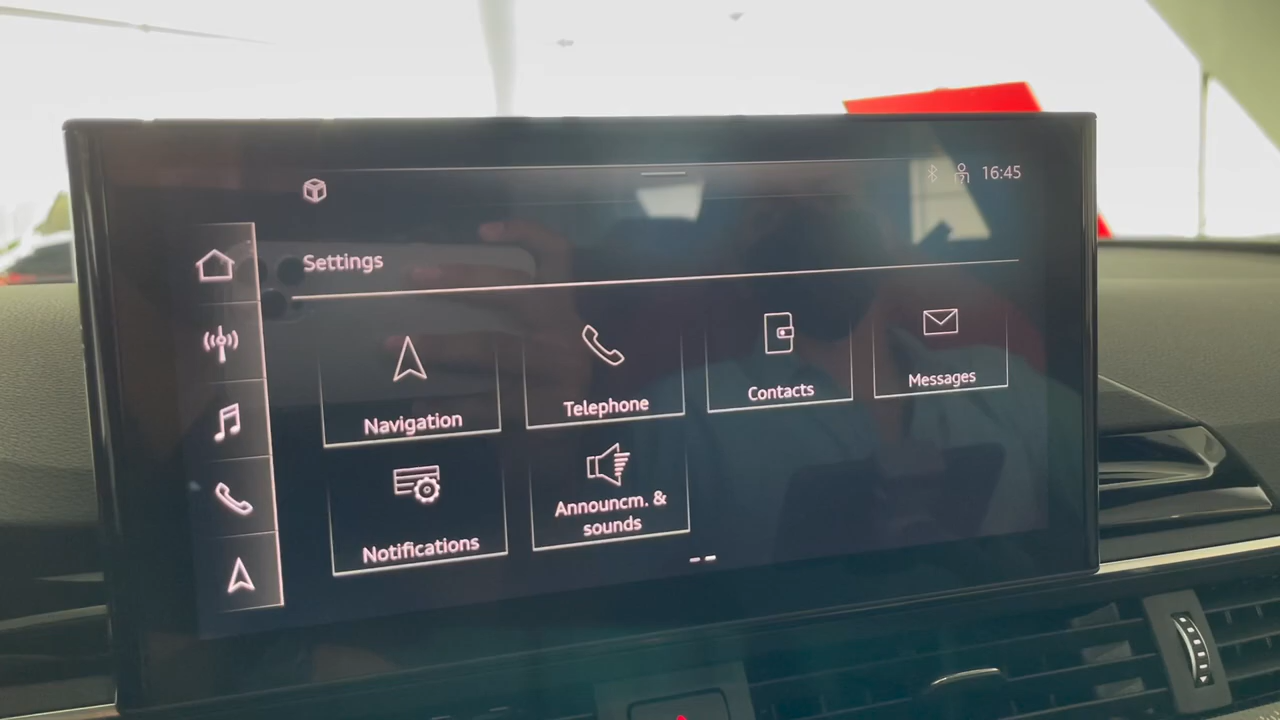 16:45
Settings
Navigation
Telephone
Contacts
Messages
Notifications
Announcm. &
sounds